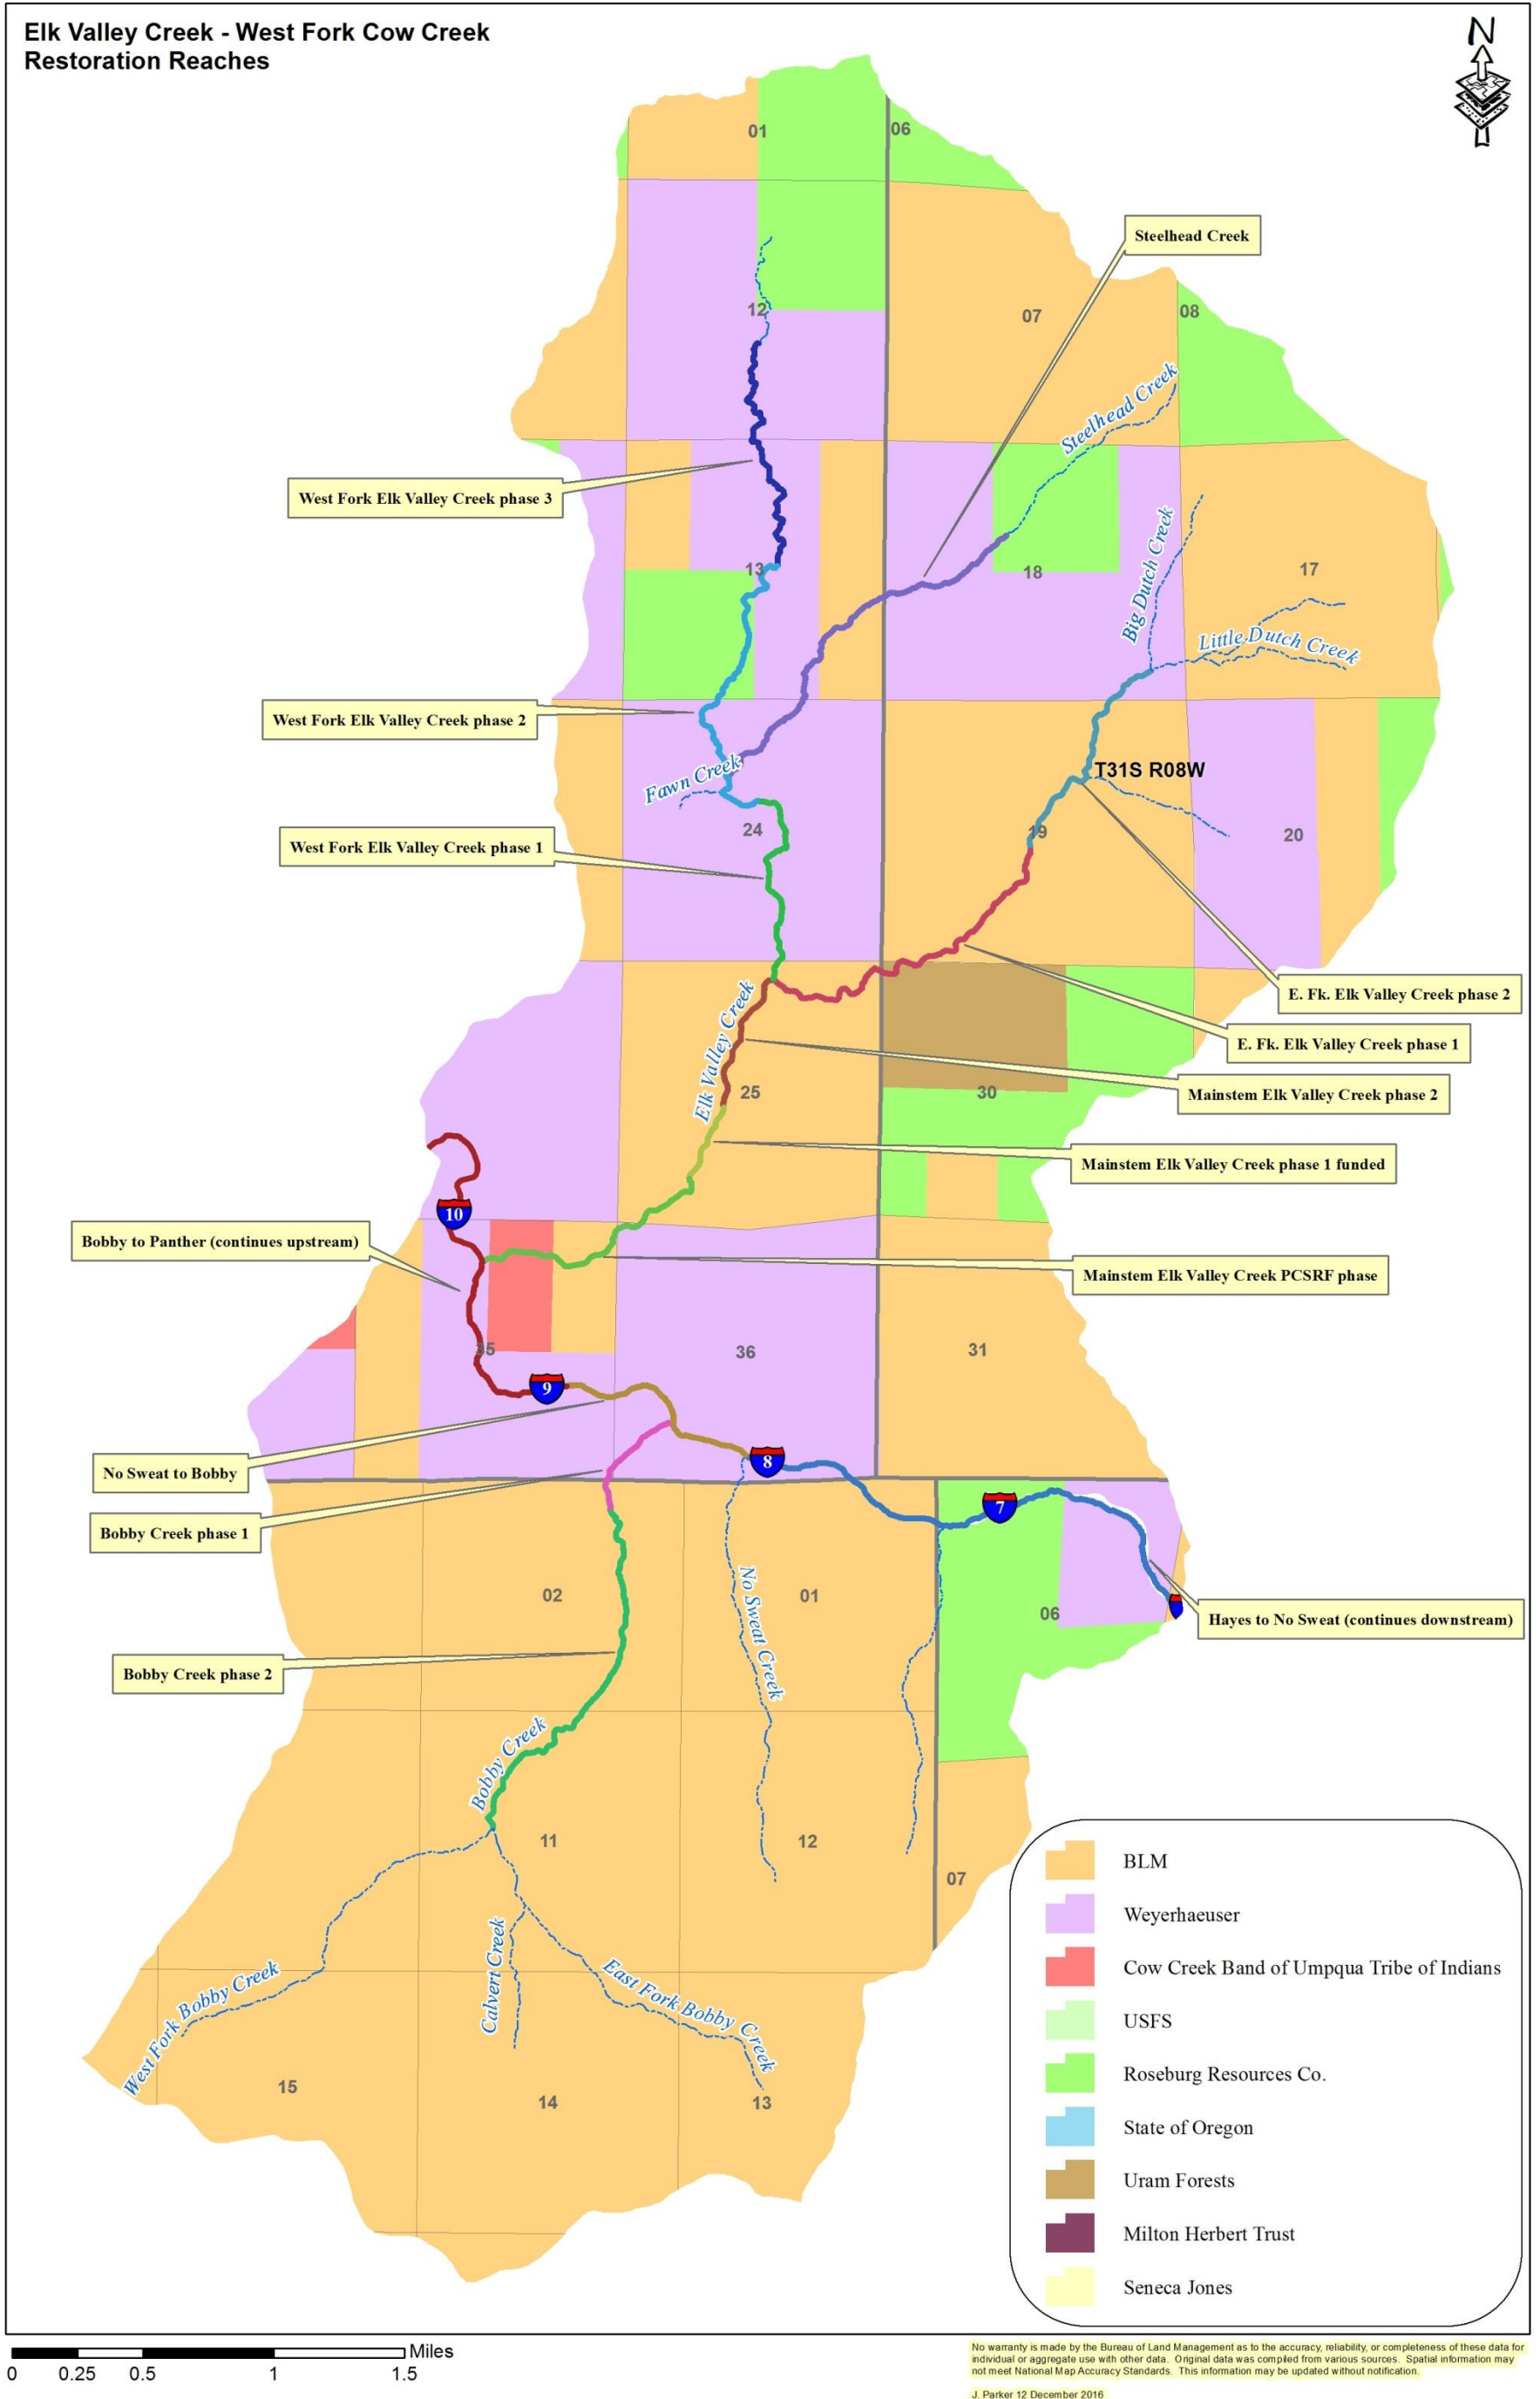 Elk Valley Creek - West Fork Cow Creek
Restoration Reaches
N
01
06
Steelhead Creek
12
07
08
Steelhead Creek
West Fork Elk Valley Creek phase 3
13
18
17
Big Dutch Creek
Little Dutch Creek
West Fork Elk Valley Creek phase 2
Fawn Creek
T31S R08W
24
19
20
West Fork Elk Valley Creek phase 1
E. Fk. Elk Valley Creek phase 2
E. Fk. Elk Valley Creek phase 1
Elk Valley Creek
25
30
Mainstem Elk Valley Creek phase 2
Mainstem Elk Valley Creek phase 1 funded
10
Bobby to Panther (continues upstream)
Mainstem Elk Valley Creek PCSRF phase
35
36
31
9
No Sweat to Bobby
8
7
Bobby Creek phase 1
02
01
No Sweat Creek
06
Hayes to No Sweat (continues downstream)
Bobby Creek phase 2
Bobby Creek
11
12
07
West Fork Bobby Creek
Calvert Creek
East Fork Bobby Creek
15
14
13
BLM
Weyerhaeuser
Cow Creek Band of Umpqua Tribe of Indians
USFS
Roseburg Resources Co.
State of Oregon
Uram Forests
Milton Herbert Trust
Seneca Jones
Miles
0 0.25 0.5 1 1.5
No warranty is made by the Bureau of Land Management as to the accuracy, reliability, or completeness of these data for
individual or aggregate use with other data. Original data was compiled from various sources. Spatial information may
not meet National Map Accuracy Standards. This information may be updated without notification.
J. Parker 12 December 2016